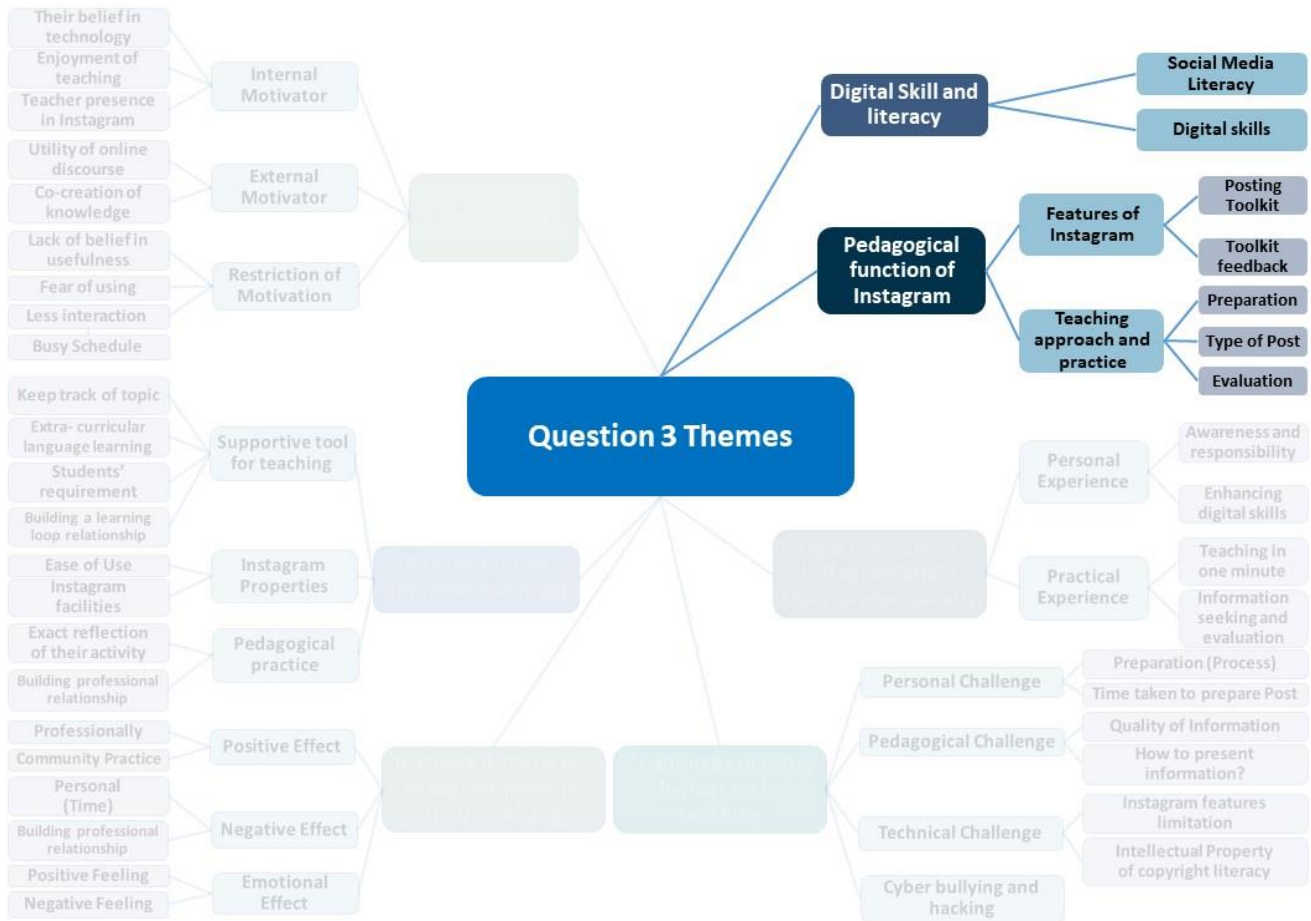 Their belief in
technology
Enjoyment of
teaching
Teacher presence
in Instagram
Internal
Motivator
Utility of online
discourse
Co-creation of
knowledge
External
Motivator
Lack of belief in
usefulness
Fear of using
Less interaction
Busy Schedule
Restriction of
Motivation
Digital Skill and
literacy
Social Media
Literacy
Digital skills
Pedagogical
function of
Instagram
Features of
Instagram
Posting
Toolkit
Toolkit
feedback
Teaching
approach and
practice
Preparation
Type of Post
Evaluation
Question 3 Themes
Keep track of topic
Extra- curricular
language learning
Students'
requirement
Building a learning
loop relationship
Supportive tool
for teaching
Ease of Use
Instagram
facilities
Instagram
Properties
Exact reflection
of their activity
Building professional
relationship
Pedagogical
practice
Personal
Experience
Awareness and
responsibility
Enhancing
digital skills
Practical
Experience
Teaching in
one minute
Information
seeking and
evaluation
Professionally
Community Practice
Positive Effect
Personal
(Time)
Building professional
relationship
Negative Effect
Positive Feeling
Negative Feeling
Emotional
Effect
Challenges of using
Instagram in
teaching
Personal Challenge
Preparation (Process)
Time taken to prepare Post
Pedagogical Challenge
Quality of Information
How to present
information?
Technical Challenge
Instagram features
limitation
Intellectual Property
of copyright literacy
Cyber bullying and
hacking